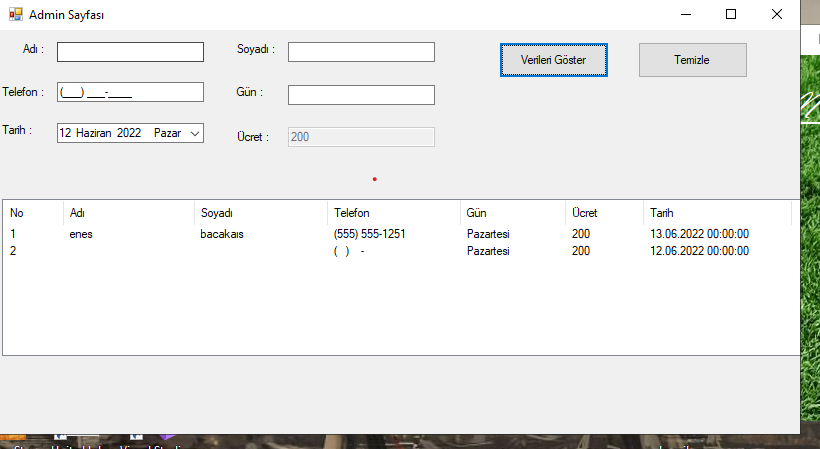 Admin Sayfası
Adı :
Soyadı :
Verileri Göster
Temizle
Telefon :
(___) ___-____
Gün :
Tarih :
12 Haziran 2022 Pazar
Ücret :
200
No Adı Soyadı Telefon Gün Ücret Tarih
1 enes bacakaıs (555) 555-1251 Pazartesi 200 13.06.2022 00:00:00
2 ( ) - Pazartesi 200 12.06.2022 00:00:00